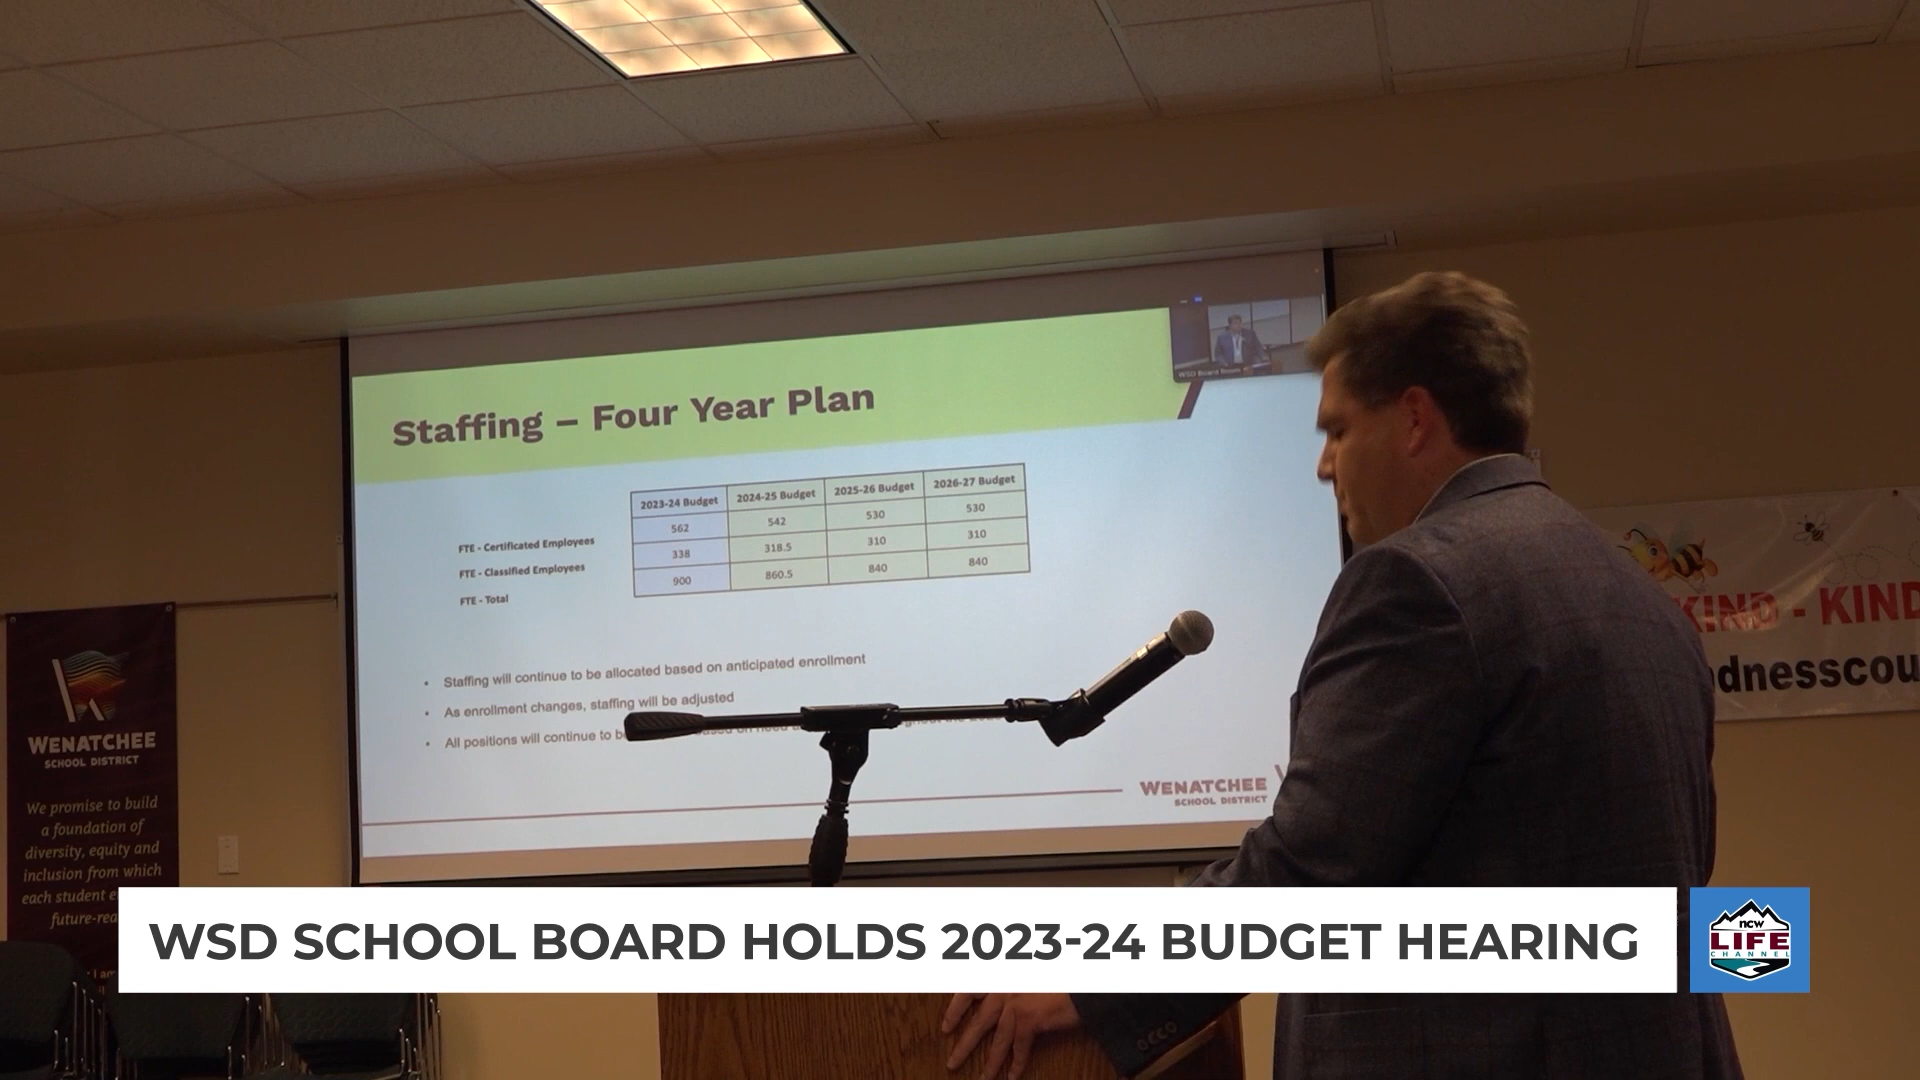 WSD Board Room
Staffing – Four Year Plan
2023-24 Budget 2024-25 Budget 2025-26 Budget 2026-27 Budget
FTE - Certificated Employees 562 542 530 530
FTE - Classified Employees 338 318.5 310 310
FTE - Total 900 860.5 840 840
• Staffing will continue to be allocated based on anticipated enrollment
• As enrollment changes, staffing will be adjusted
• All positions will continue to
WENATCHEE
SCHOOL DISTRICT
WENATCHEE
SCHOOL DISTRICT
We promise to build
a foundation of
diversity, equity and
inclusion from which
each student
KIND - KIND
WSD SCHOOL BOARD HOLDS 2023-24 BUDGET HEARING
ncw
LIFE
CHANNEL